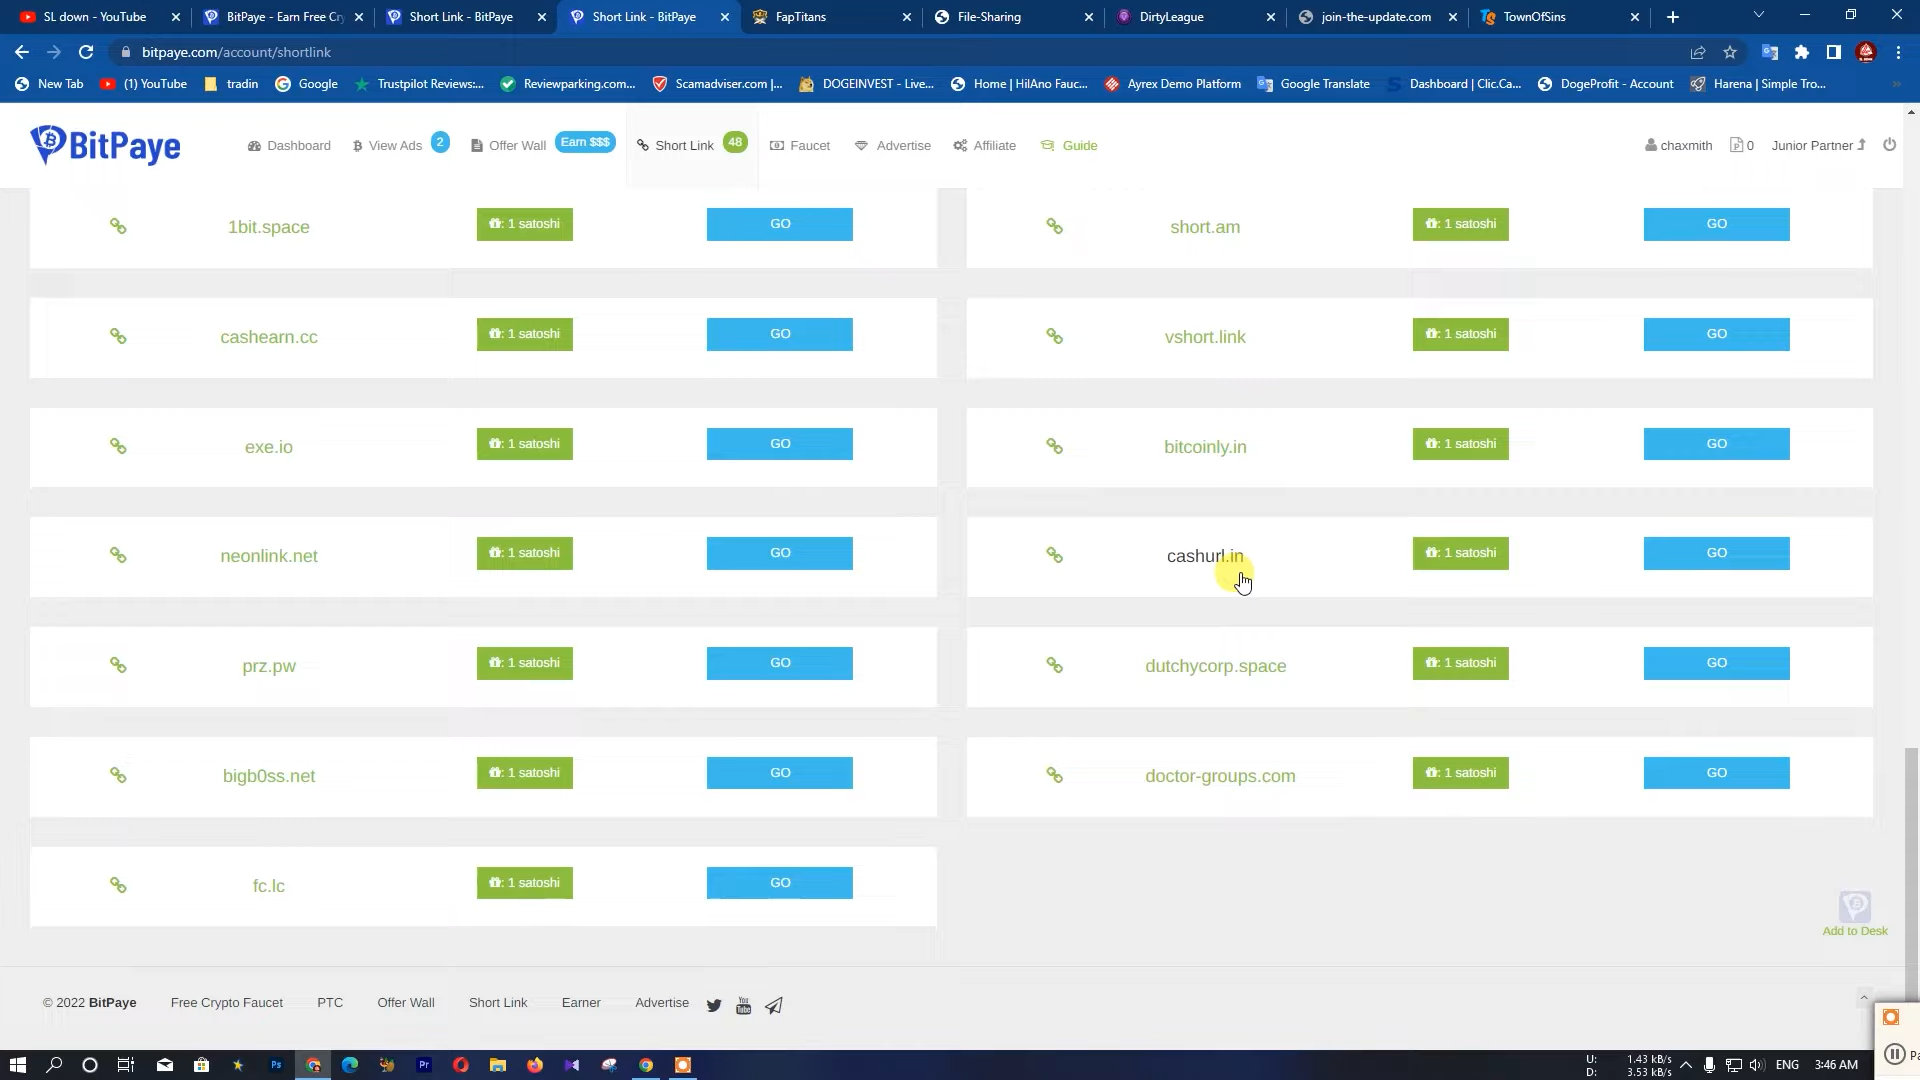 SL down - YouTube
BitPaye - Earn Free Cry
Short Link - BitPaye
Short Link - BitPaye
FapTitans
File-Sharing
DirtyLeague
join-the-update.com
TownOfSins
bitpaye.com/account/shortlink
New Tab
(1) YouTube
tradin
Google
Trustpilot Reviews:...
Reviewparking.com...
Scamadviser.com |...
DOGEINVEST - Live...
Home | HilAno Fauc...
Ayrex Demo Platform
Google Translate
Dashboard | Clic.Ca...
DogeProfit - Account
Harena | Simple Tro...
BitPaye
Dashboard
View Ads 2
Offer Wall Earn $$$
Short Link 48
Faucet
Advertise
Affiliate
Guide
chaxmith
0
Junior Partner
1bit.space : 1 satoshi GO
short.am : 1 satoshi GO
cashearn.cc : 1 satoshi GO
vshort.link : 1 satoshi GO
exe.io : 1 satoshi GO
bitcoinly.in : 1 satoshi GO
neonlink.net : 1 satoshi GO
cashurl.in : 1 satoshi GO
prz.pw : 1 satoshi GO
dutchycorp.space : 1 satoshi GO
bigb0ss.net : 1 satoshi GO
doctor-groups.com : 1 satoshi GO
fc.lc : 1 satoshi GO
Add to Desk
© 2022 BitPaye
Free Crypto Faucet
PTC
Offer Wall
Short Link
Earner
Advertise
You
Tube
Pa
Ps
Pr
U: 1.43 kB/s
D: 3.53 kB/s
ENG
3:46 AM